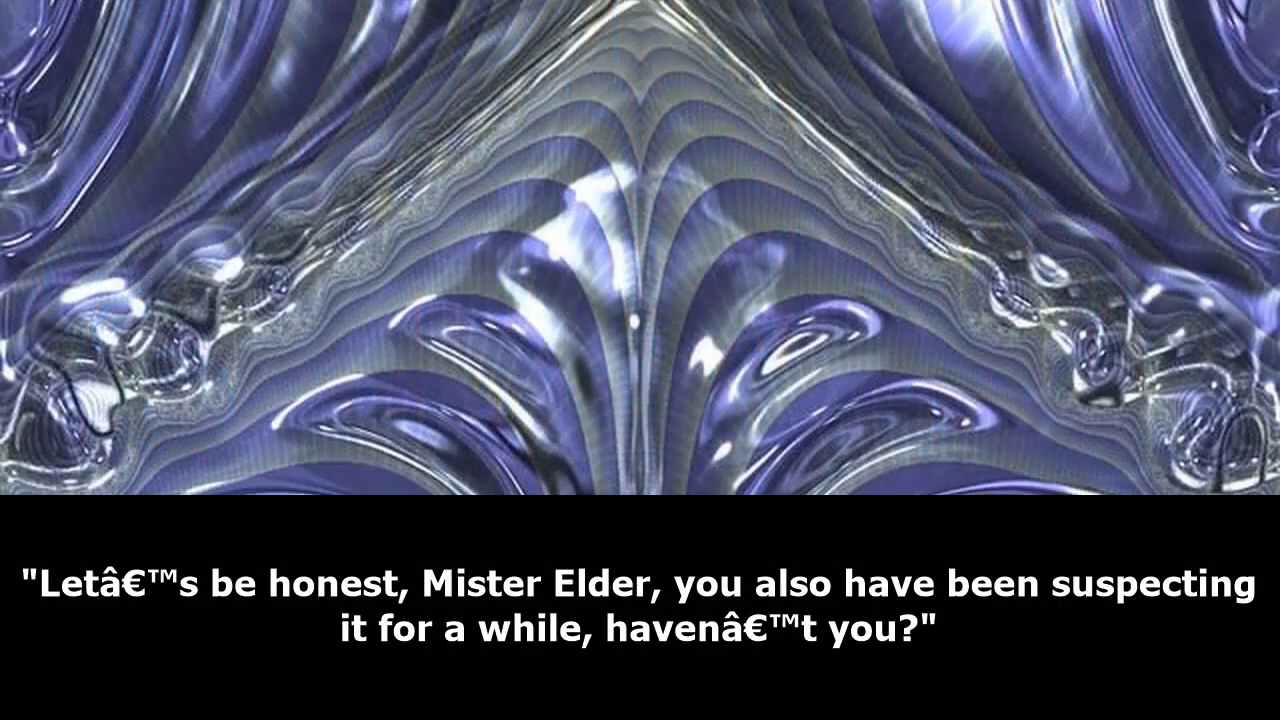 "Letâ€™s be honest, Mister Elder, you also have been suspecting
it for a while, havenâ€™t you?"